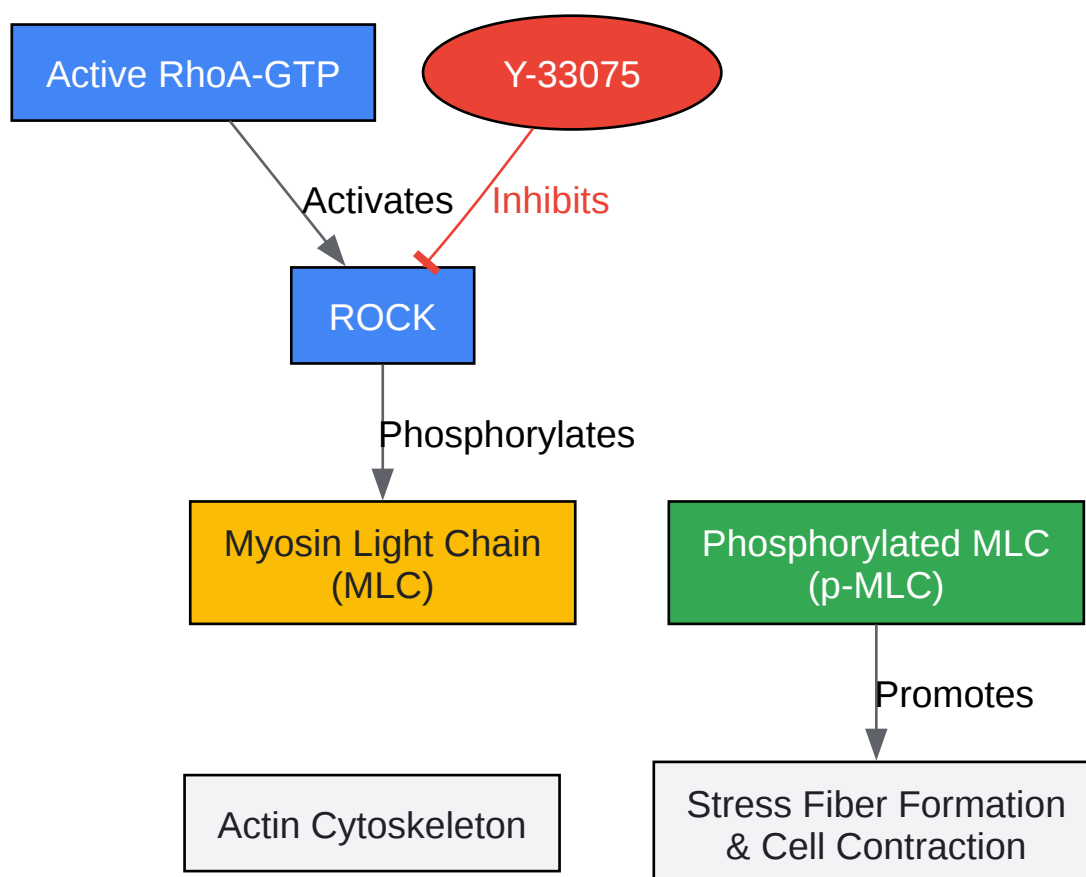 Active RhoA-GTP
Y-33075
Activates
Inhibits
ROCK
Phosphorylates
Myosin Light Chain
(MLC)
Phosphorylated MLC
(p-MLC)
Promotes
Actin Cytoskeleton
Stress Fiber Formation
& Cell Contraction